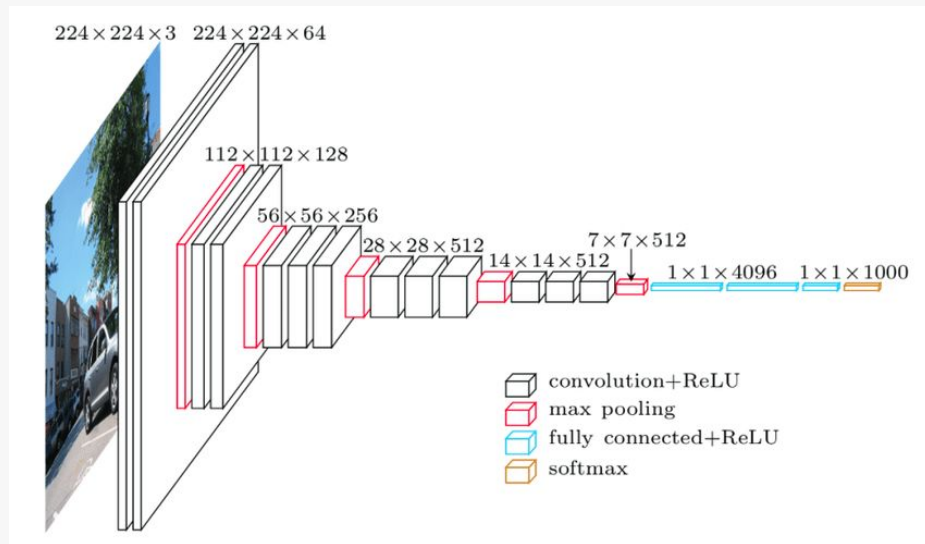 224×224×3
224×224×64
112×112×128
56×56×256
28×28×512
14×14×512
7×7×512
1×1×4096
1×1×1000
convolution+ReLU
max pooling
fully connected+ReLU
softmax